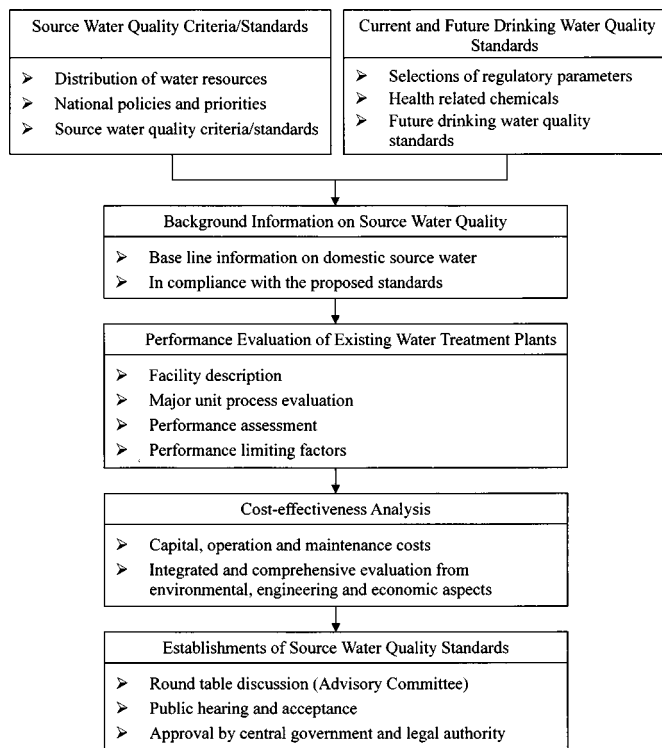 Source Water Quality Criteria/Standards
➢ Distribution of water resources
➢ National policies and priorities
➢ Source water quality criteria/standards
Current and Future Drinking Water Quality
Standards
➢ Selections of regulatory parameters
➢ Health related chemicals
➢ Future drinking water quality
standards
Background Information on Source Water Quality
➢ Base line information on domestic source water
➢ In compliance with the proposed standards
Performance Evaluation of Existing Water Treatment Plants
➢ Facility description
➢ Major unit process evaluation
➢ Performance assessment
➢ Performance limiting factors
Cost-effectiveness Analysis
➢ Capital, operation and maintenance costs
➢ Integrated and comprehensive evaluation from
environmental, engineering and economic aspects
Establishments of Source Water Quality Standards
➢ Round table discussion (Advisory Committee)
➢ Public hearing and acceptance
➢ Approval by central government and legal authority